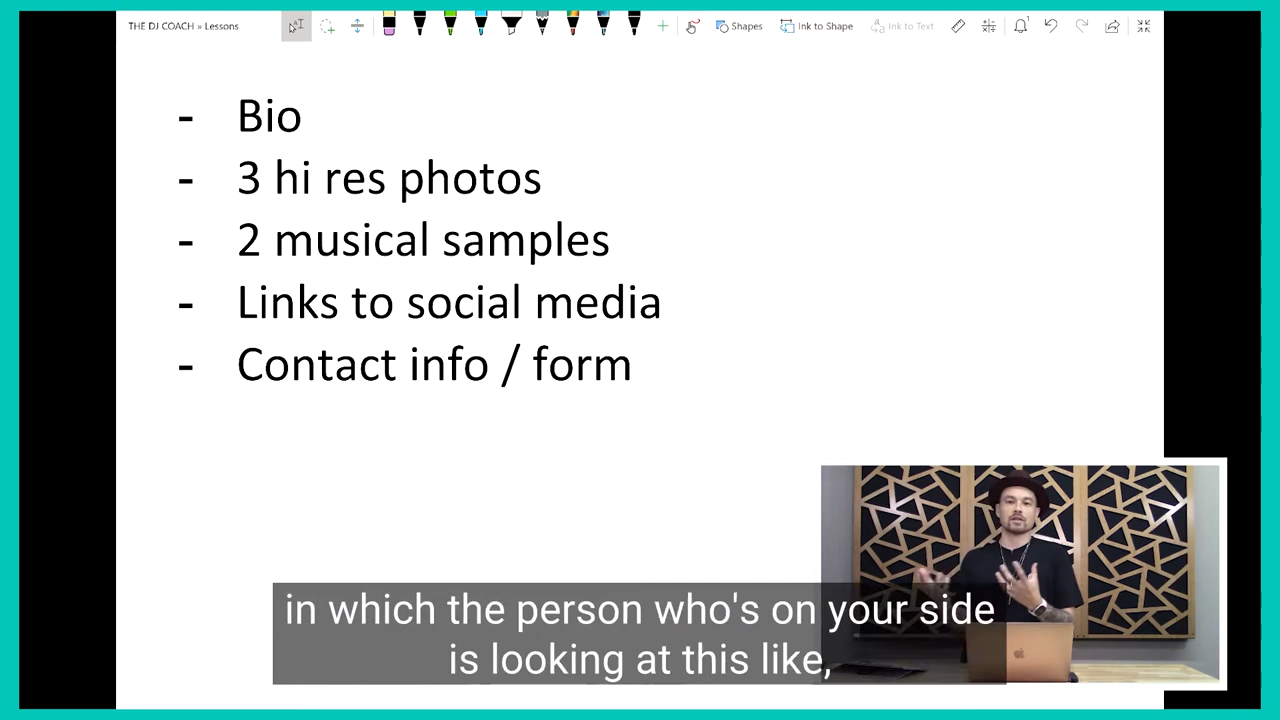 THE DJ COACH » Lessons
Shapes
Ink to Shape
Ink to Text
- Bio
- 3 hi res photos
- 2 musical samples
- Links to social media
- Contact info / form
in which the person who's on your side
is looking at this like,